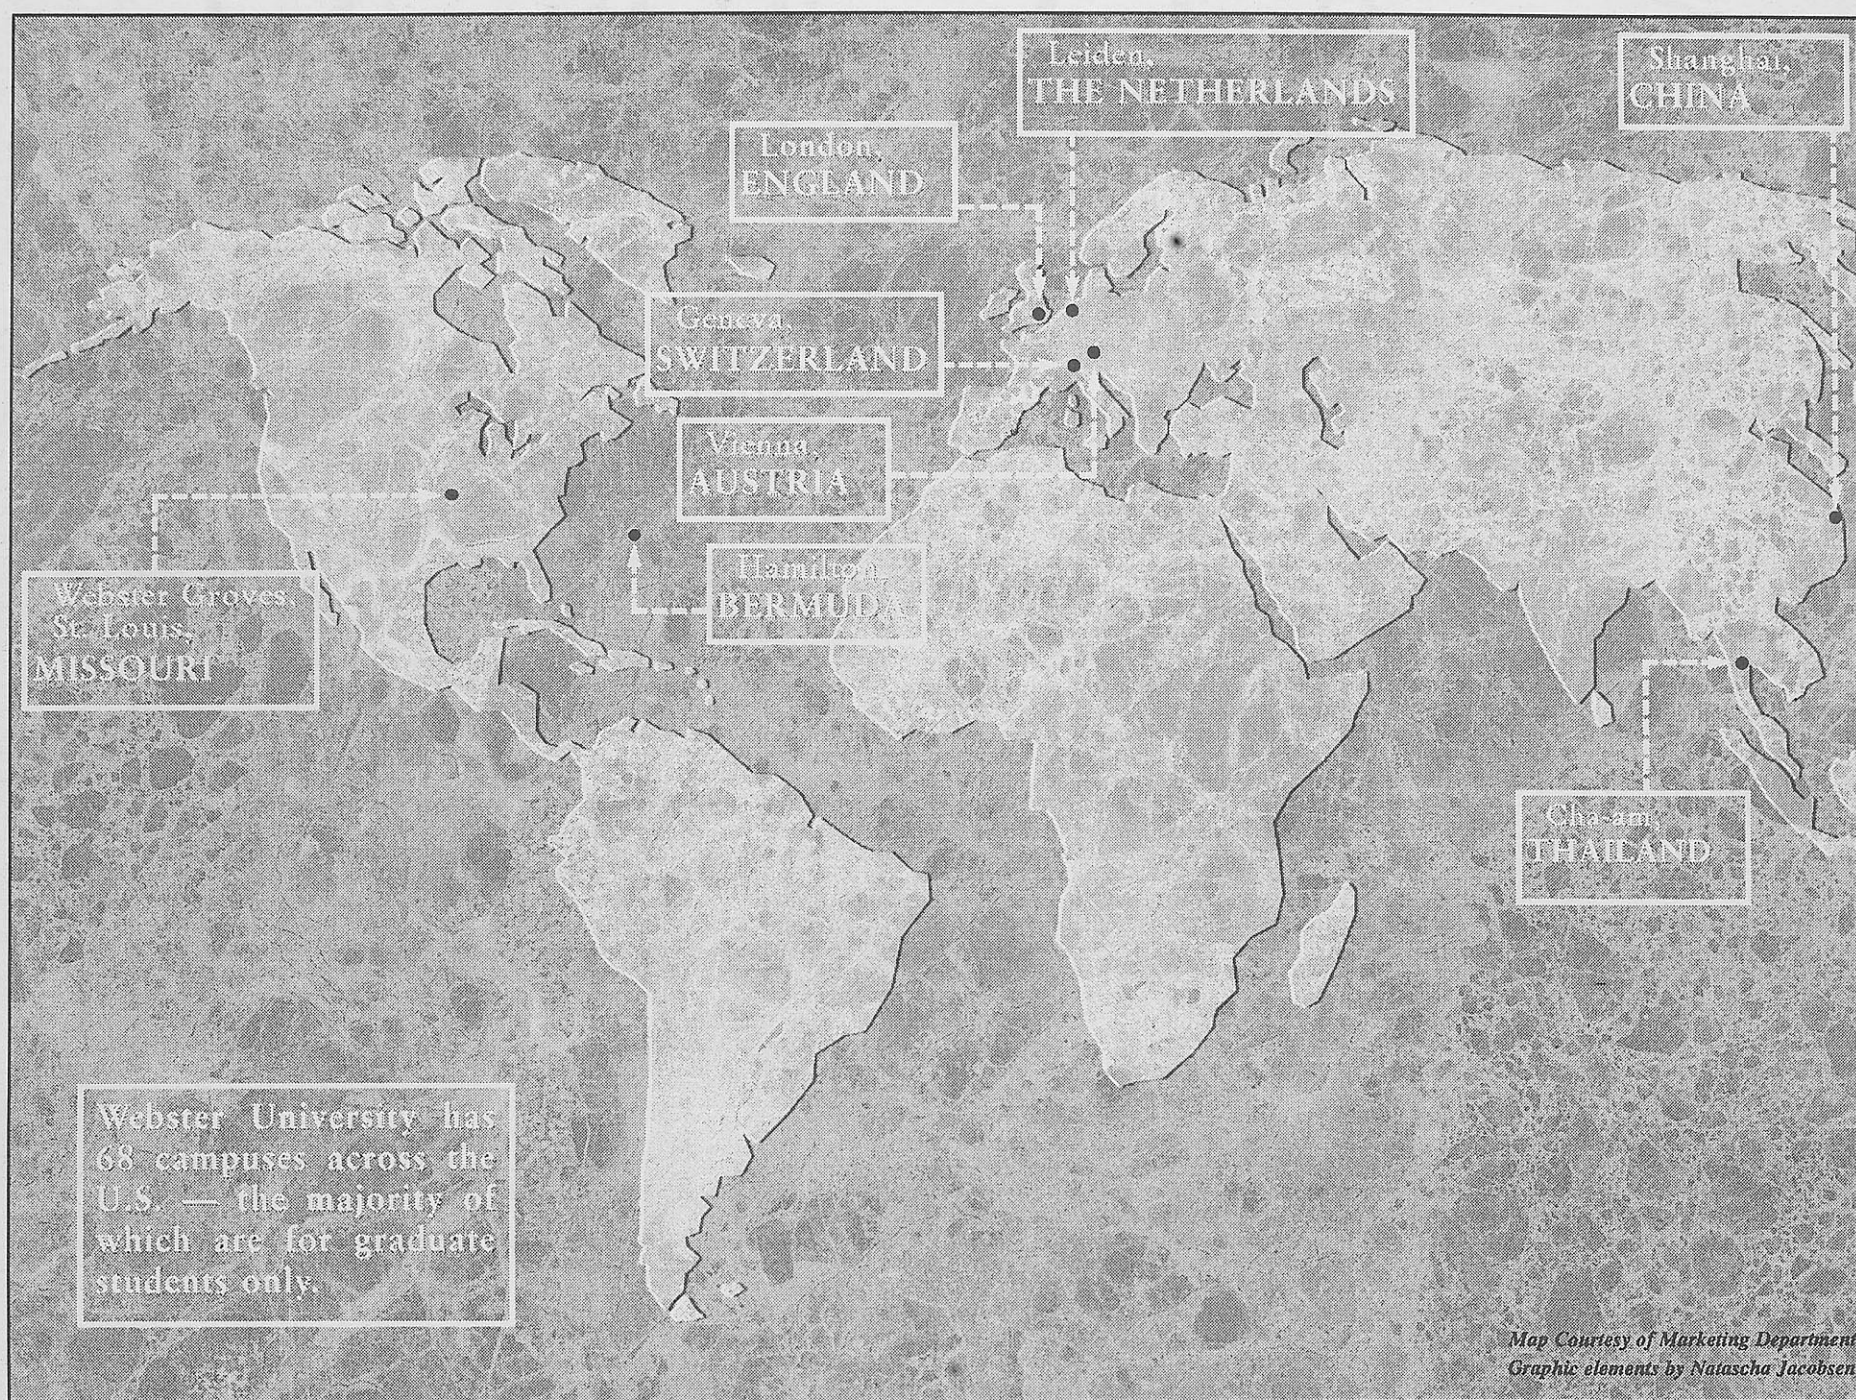 Leiden,
THE NETHERLANDS
Shanghai,
CHINA
London,
ENGLAND
Geneva,
SWITZERLAND
Vienna,
AUSTRIA
Hamilton,
BERMUDA
Webster Groves,
St. Louis,
MISSOURI
Cha-am,
THAILAND
Webster University has
68 campuses across the
U.S. — the majority of
which are for graduate
students only.
Map Courtesy of Marketing Department
Graphic elements by Natascha Jacobsen